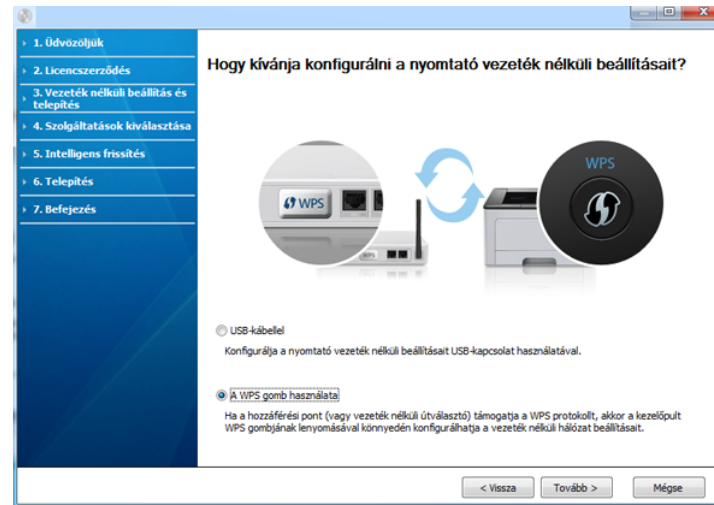 1. Üdvözöljük
2. Licencszerződés
3. Vezeték nélküli beállítás és
telepítés
4. Szolgáltatások kiválasztása
5. Intelligens frissítés
6. Telepítés
7. Befejezés
Hogy kívánja konfigurálni a nyomtató vezeték nélküli beállításait?
WPS
WPS
WPS
USB-kábellel
Konfigurálja a nyomtató vezeték nélküli beállításait USB-kapcsolat használatával.
A WPS gomb használata
Ha a hozzáférési pont (vagy vezeték nélküli útválasztó) támogatja a WPS protokollt, akkor a kezelőpult
WPS gombjának lenyomásával könnyedén konfigurálhatja a vezeték nélküli hálózat beállításait.
< Vissza
Tovább >
Mégse